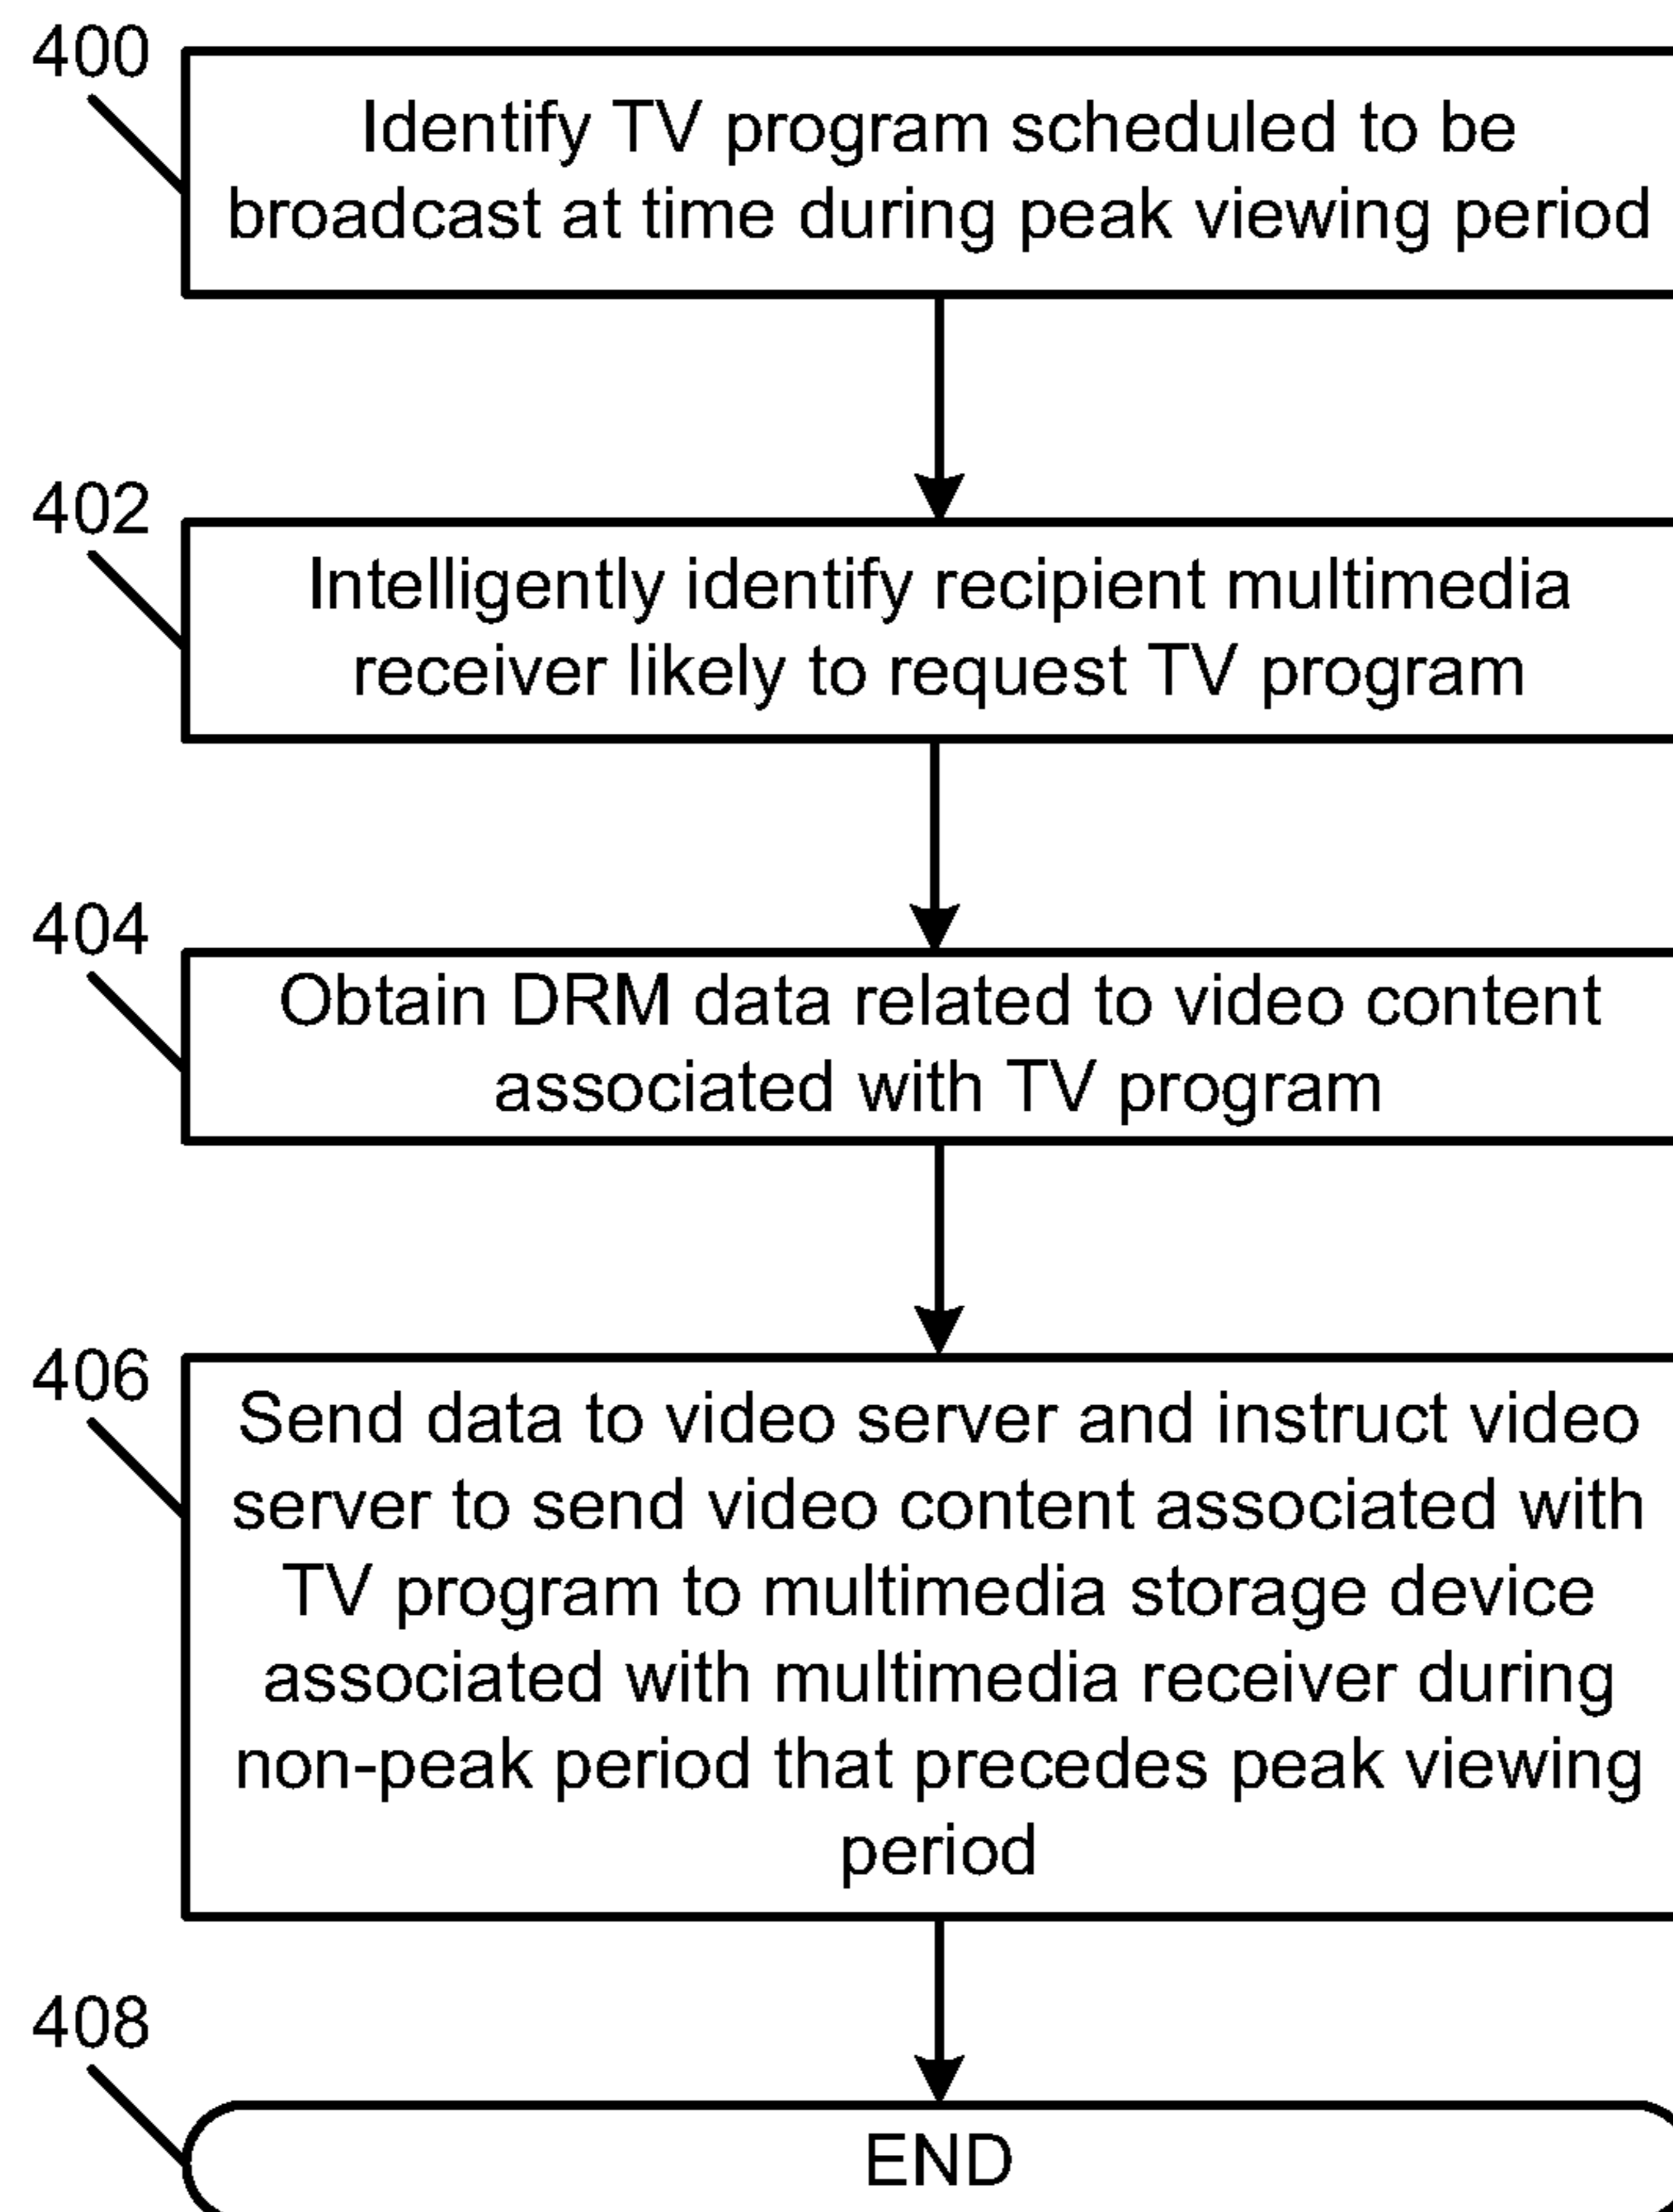 400
Identify TV program scheduled to be
broadcast at time during peak viewing period
402
Intelligently identify recipient multimedia
receiver likely to request TV program
404
Obtain DRM data related to video content
associated with TV program
406
Send data to video server and instruct video
server to send video content associated with
TV program to multimedia storage device
associated with multimedia receiver during
non-peak period that precedes peak viewing
period
408
END